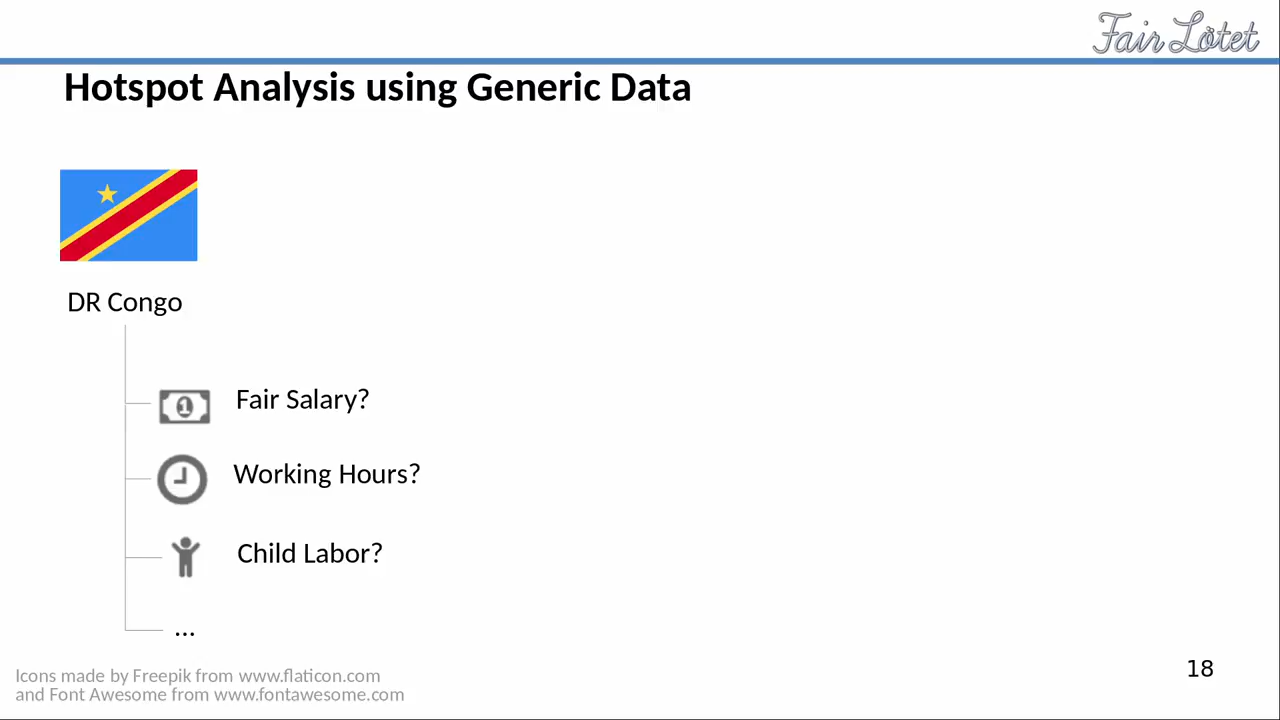 Fair Lötet
Hotspot Analysis using Generic Data
DR Congo
1 Fair Salary?
Working Hours?
Child Labor?
...
Icons made by Freepik from www.flaticon.com
and Font Awesome from www.fontawesome.com
18